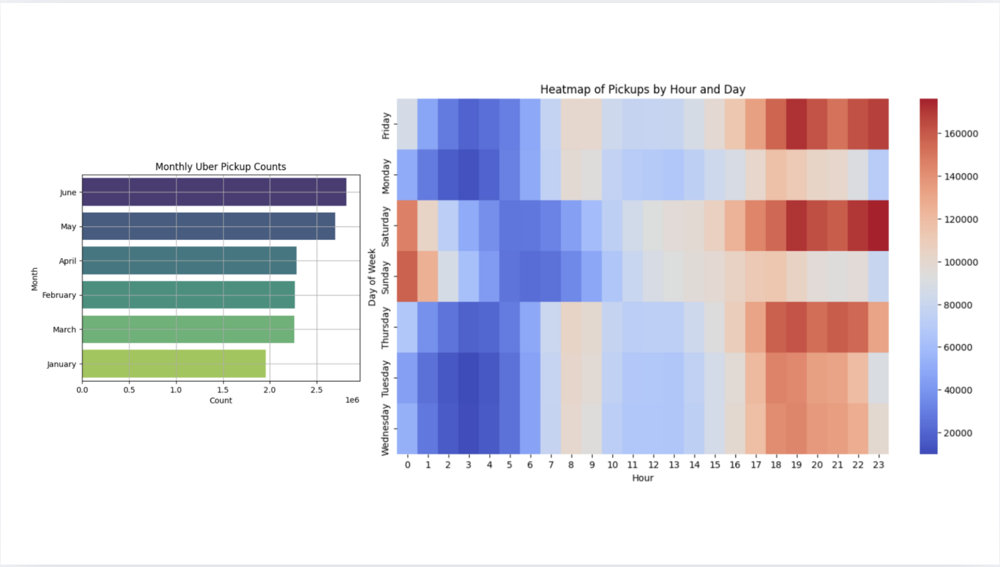 Monthly Uber Pickup Counts
Month
June
May
April
February
March
January
0.0 0.5 1.0 1.5 2.0 2.5
1e6
Count
Heatmap of Pickups by Hour and Day
Day of Week
Friday
Monday
Saturday
Sunday
Thursday
Tuesday
Wednesday
0 1 2 3 4 5 6 7 8 9 10 11 12 13 14 15 16 17 18 19 20 21 22 23
Hour
160000
140000
120000
100000
80000
60000
40000
20000